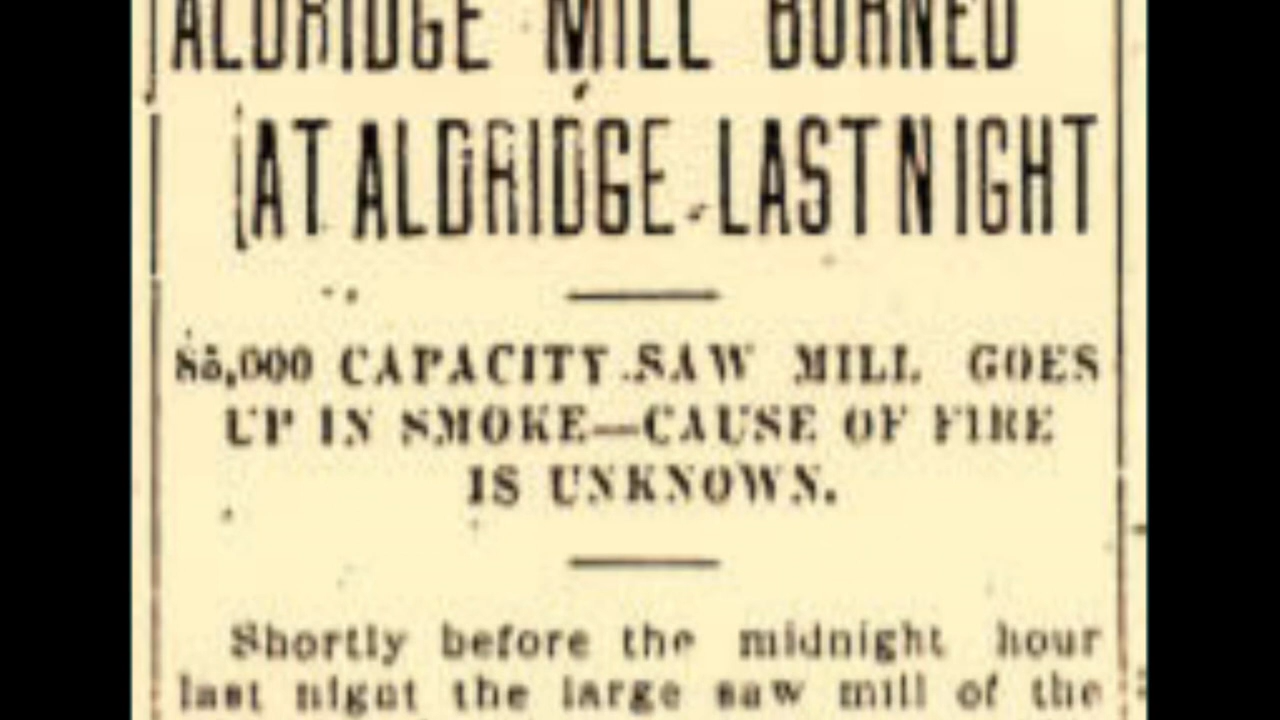 ALDRIDGE MILL BURNED
AT ALDRIDGE LAST NIGHT
85,000 CAPACITY SAW MILL GOES
UP IN SMOKE—CAUSE OF FIRE
IS UNKNOWN.
Shortly before the midnight hour
last nigut the large saw mill of the